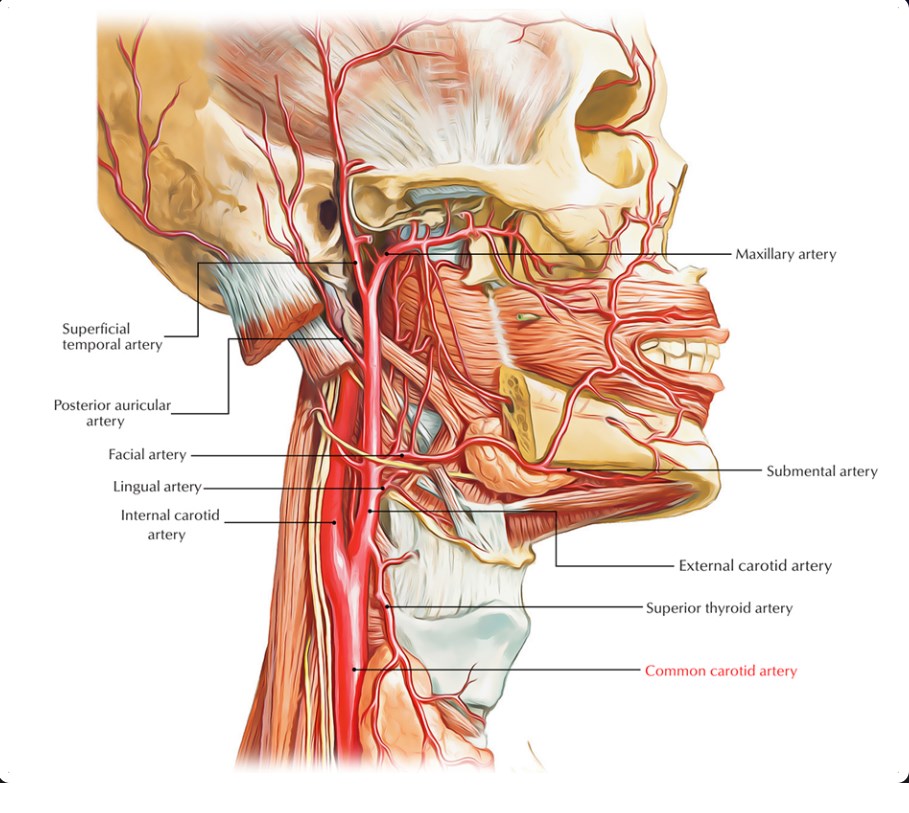 Maxillary artery
Superficial
temporal artery
Posterior auricular
artery
Facial artery
Submental artery
Lingual artery
Internal carotid
artery
External carotid artery
Superior thyroid artery
Common carotid artery